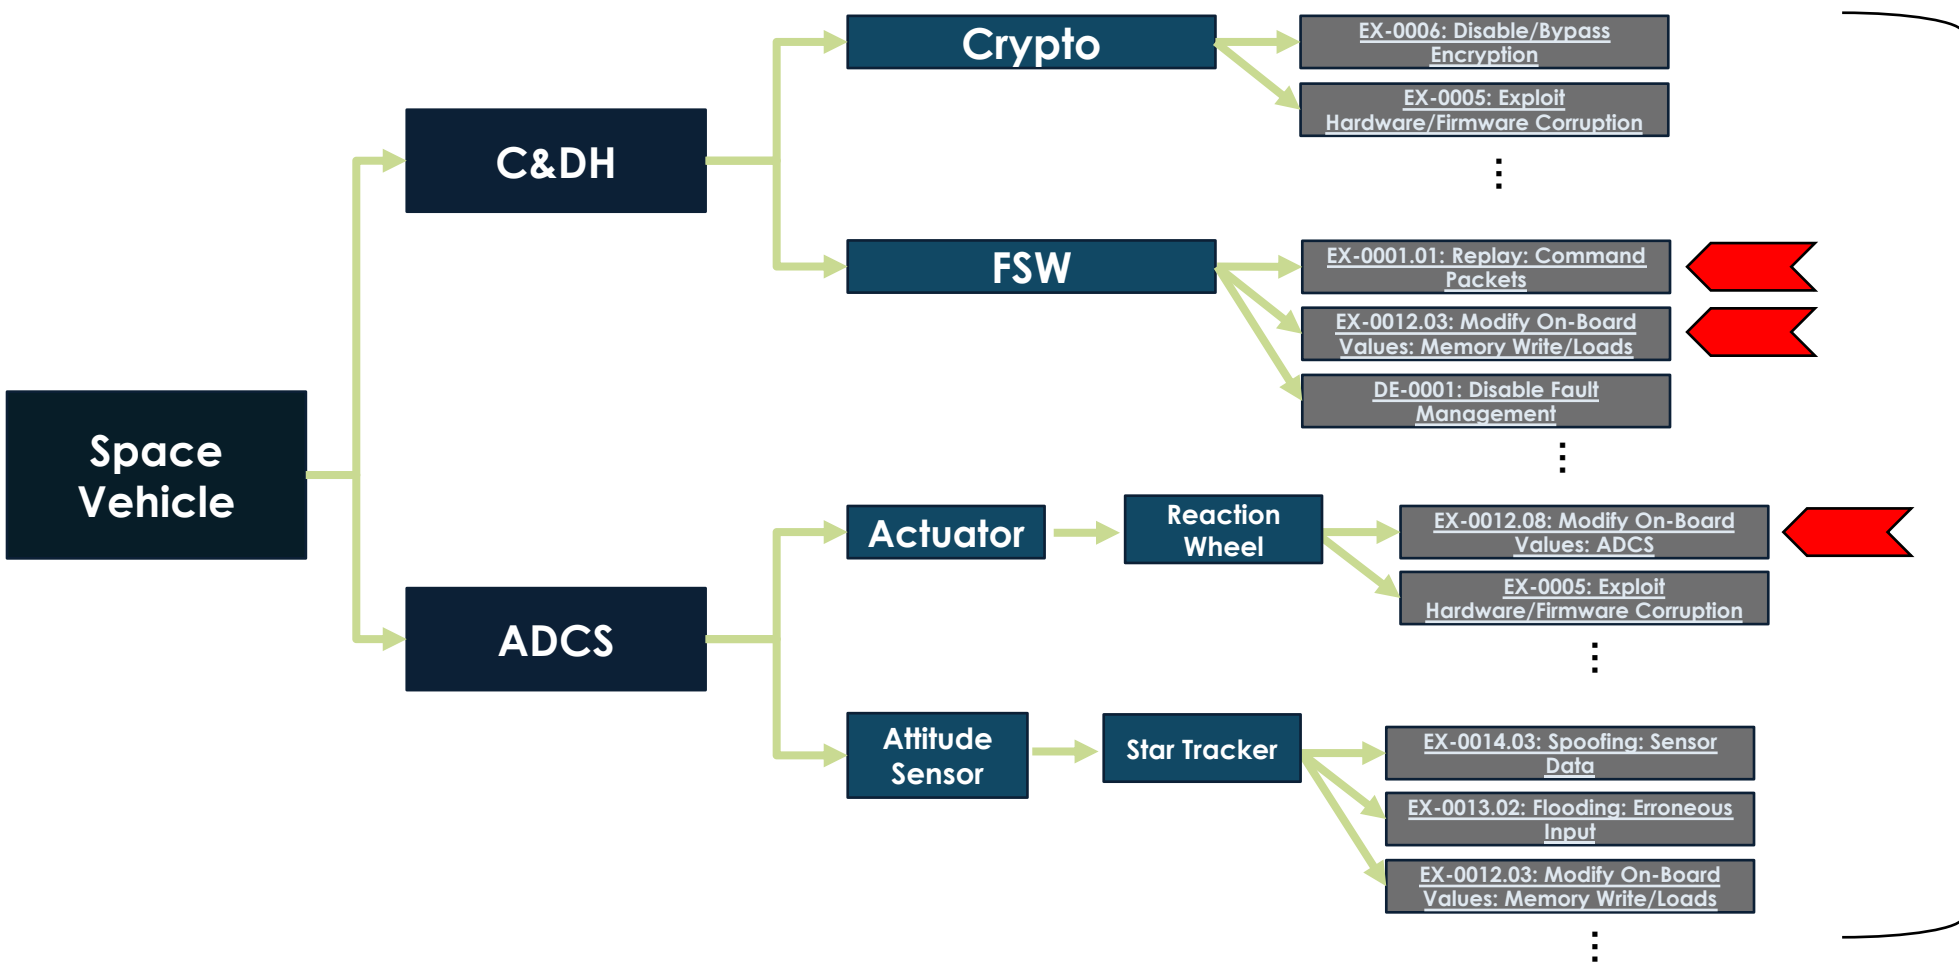 Crypto
EX-0006: Disable/Bypass
Encryption
EX-0005: Exploit
Hardware/Firmware Corruption
C&DH
FSW
EX-0001.01: Replay: Command
Packets
EX-0012.03: Modify On-Board
Values: Memory Write/Loads
DE-0001: Disable Fault
Management
Space
Vehicle
Actuator
Reaction
Wheel
EX-0012.08: Modify On-Board
Values: ADCS
EX-0005: Exploit
Hardware/Firmware Corruption
ADCS
Attitude
Sensor
Star Tracker
EX-0014.03: Spoofing: Sensor
Data
EX-0013.02: Flooding: Erroneous
Input
EX-0012.03: Modify On-Board
Values: Memory Write/Loads